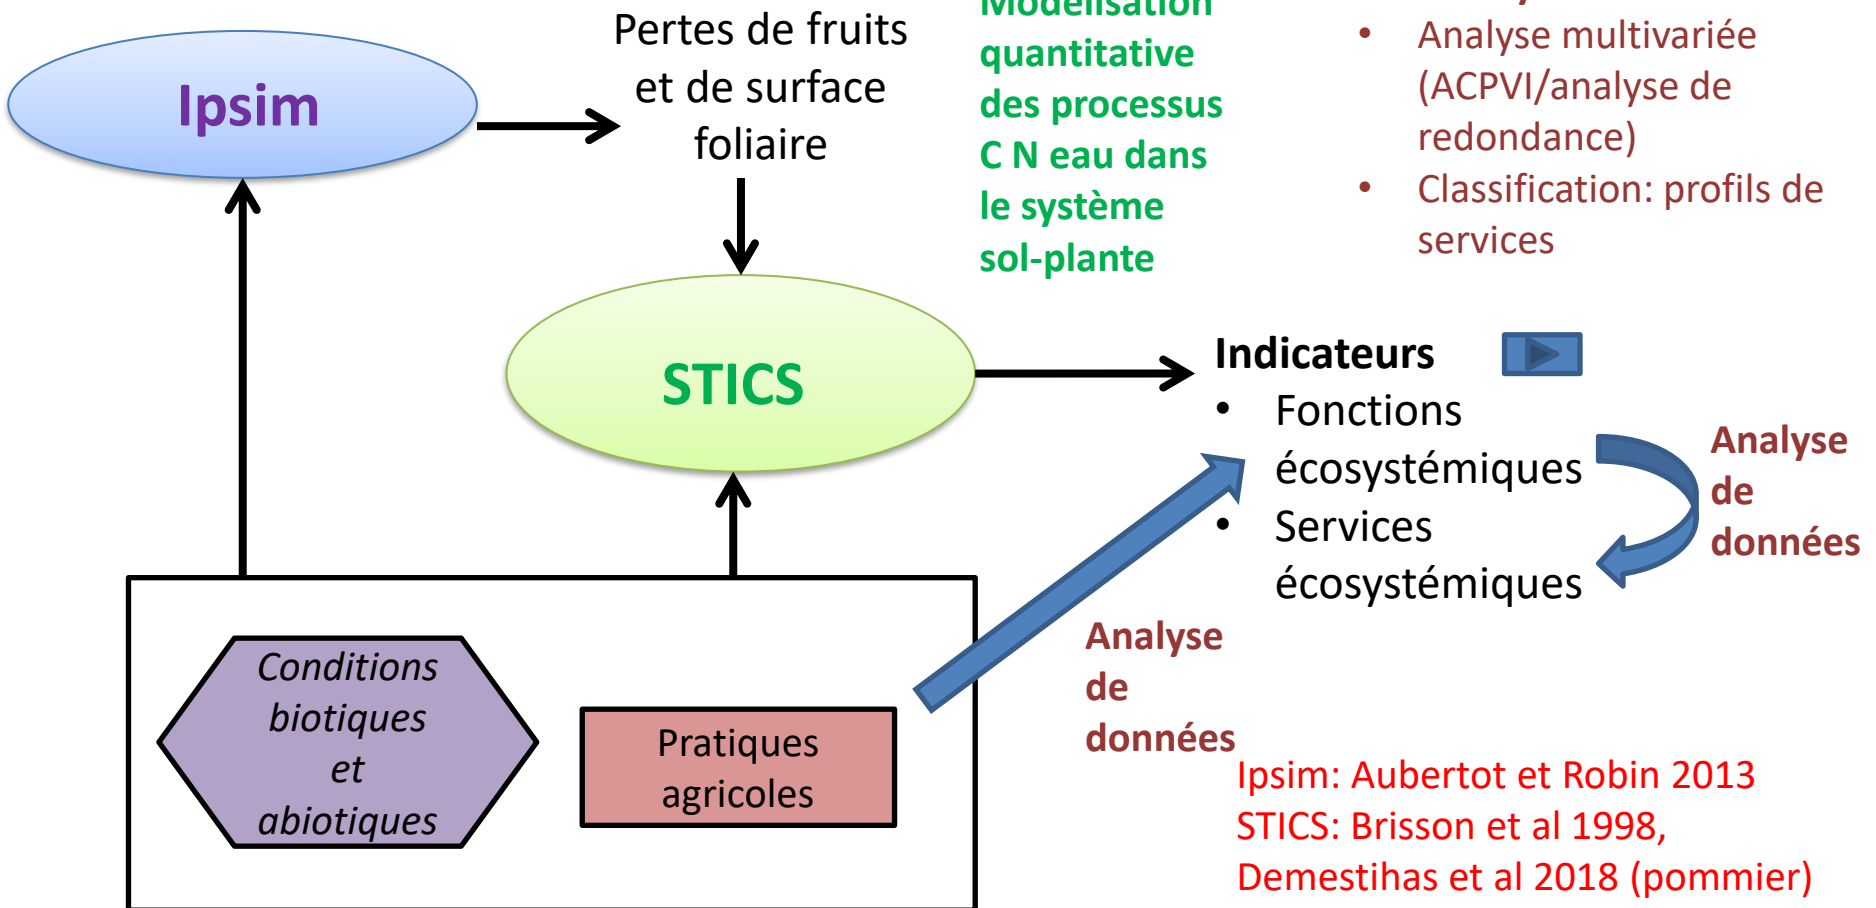 Ipsim
Pertes de fruits
et de surface
foliaire
Modélisation
quantitative
des processus
C N eau dans
le système
sol-plante
• Analyse multivariée
(ACPVI/analyse de
redondance)
• Classification: profils de
services
STICS
Indicateurs
• Fonctions
écosystémiques
• Services
écosystémiques
Analyse
de
données
Analyse
de
données
Conditions
biotiques
et
abiotiques
Pratiques
agricoles
Ipsim: Aubertot et Robin 2013
STICS: Brisson et al 1998,
Demestihas et al 2018 (pommier)